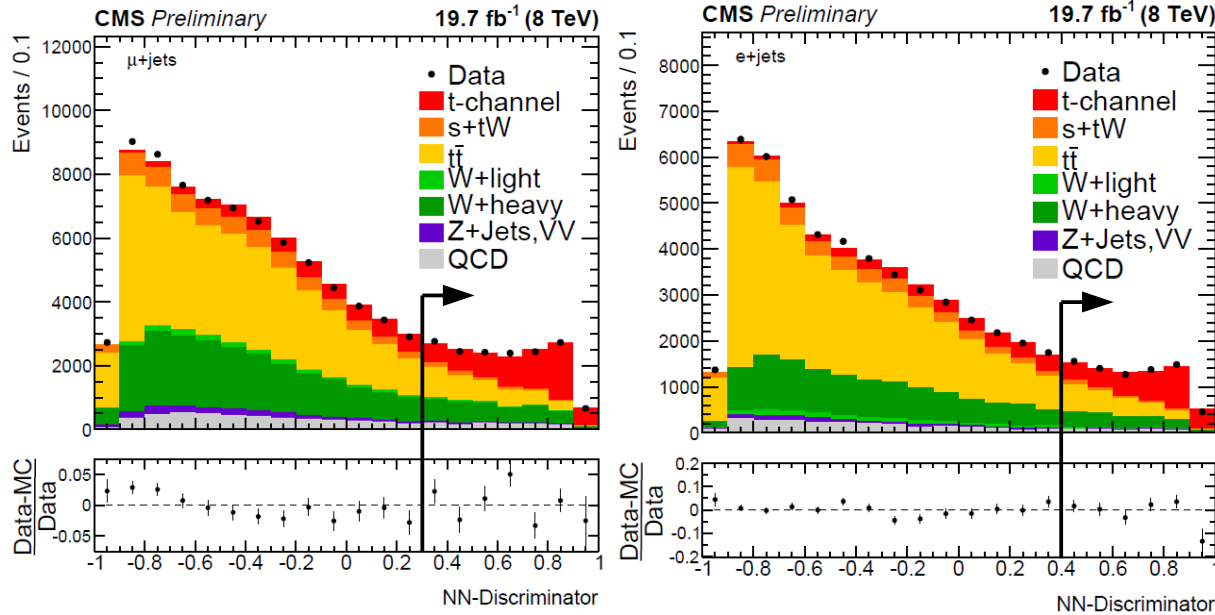 CMS Preliminary 19.7 fb⁻¹ (8 TeV)
Events / 0.1
12000
10000
8000
6000
4000
2000
0
μ+jets
Data
t-channel
s+tW
tt̄
W+light
W+heavy
Z+Jets,VV
QCD
Data-MC
Data
0.05
0
-0.05
-1 -0.8 -0.6 -0.4 -0.2 0 0.2 0.4 0.6 0.8 1
NN-Discriminator
CMS Preliminary 19.7 fb⁻¹ (8 TeV)
Events / 0.1
8000
7000
6000
5000
4000
3000
2000
1000
0
e+jets
Data
t-channel
s+tW
tt̄
W+light
W+heavy
Z+Jets,VV
QCD
Data-MC
Data
0.2
0.1
0
-0.1
-0.2
-1 -0.8 -0.6 -0.4 -0.2 0 0.2 0.4 0.6 0.8 1
NN-Discriminator